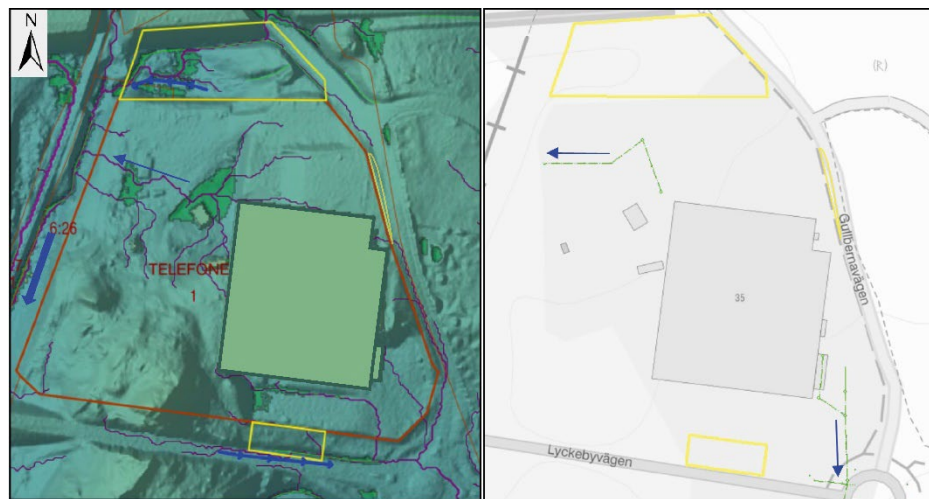 N
6:26
TELEFONE
1
(R)
35
Gullbernavägen
Lyckebyvägen